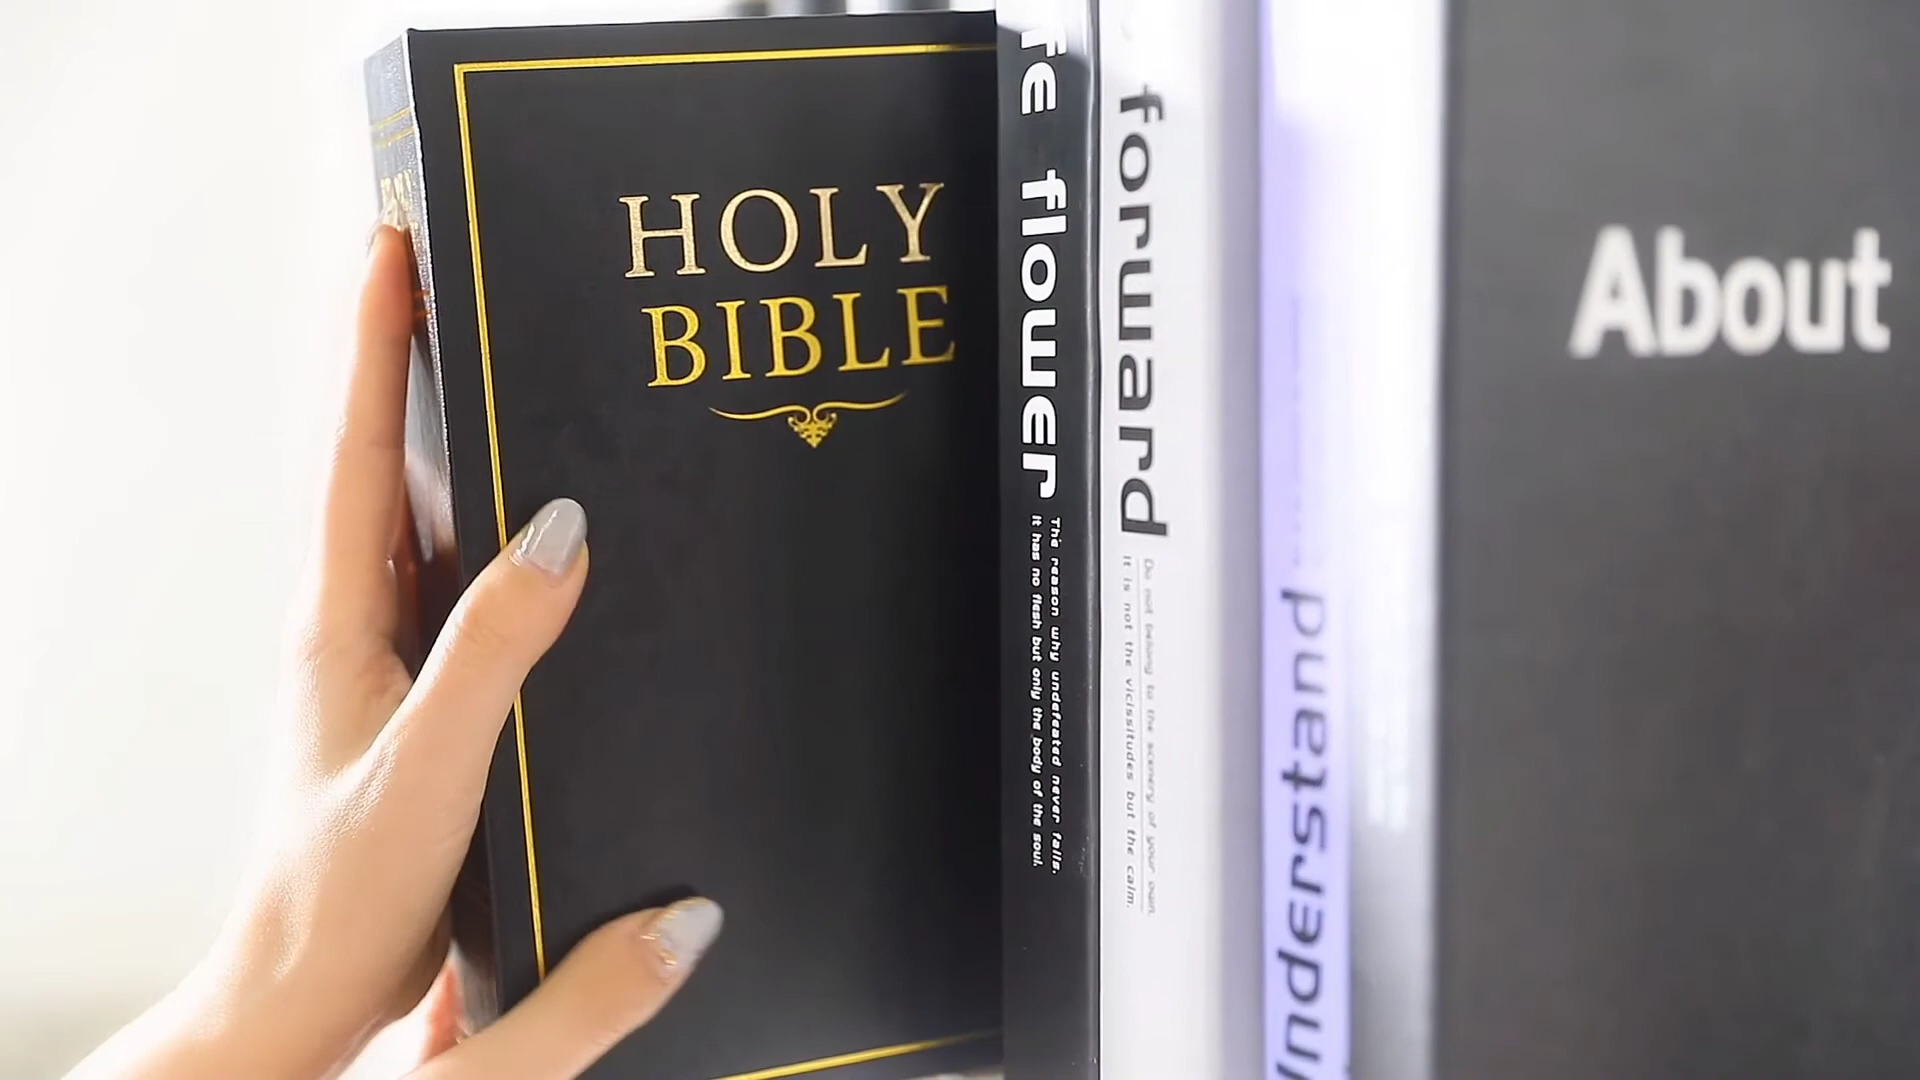 HOLY
BIBLE
fe flower
The reason why undefeated never fails.
it has no flesh but only the body of the soul.
forward
Do not belong to the scenery of your own.
it is not the vicissitudes but the calm.
Understand
About